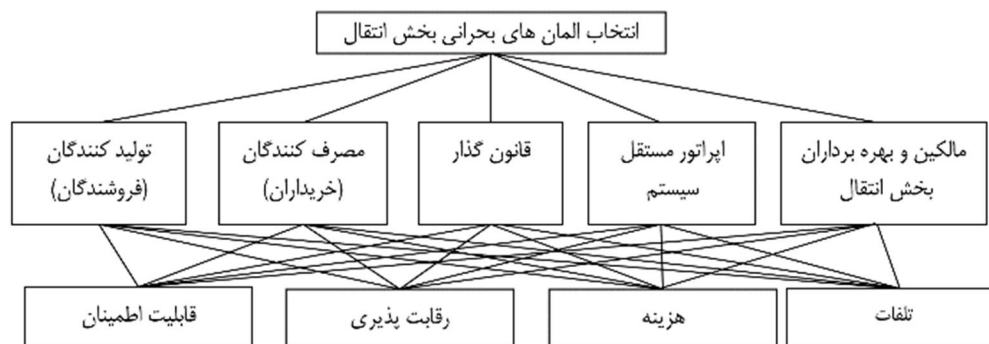 انتخاب المان های بحرانی بخش انتقال
مالکین و بهره برداران
بخش انتقال
اپراتور مستقل
سیستم
قانون گذار
مصرف کنندگان
(خریداران)
تولید کنندگان
(فروشندگان)
تلفات
هزینه
رقابت پذیری
قابلیت اطمینان